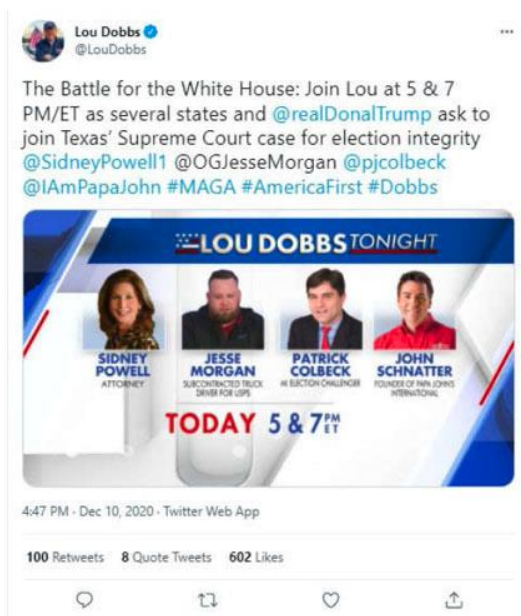 Lou Dobbs
@LouDobbs
The Battle for the White House: Join Lou at 5 & 7
PM/ET as several states and @realDonalTrump ask to
join Texas' Supreme Court case for election integrity
@SidneyPowell1 @OGJesseMorgan @pjcolbeck
@IAmPapaJohn #MAGA #AmericaFirst #Dobbs
LOU DOBBS TONIGHT
SIDNEY POWELL
ATTORNEY
JESSE MORGAN
SUBCONTRACTED TRUCK
DRIVER FOR USPS
PATRICK COLBECK
MI ELECTION CHALLENGER
JOHN SCHNATTER
FOUNDER OF PAPA JOHNS
INTERNATIONAL
TODAY 5 & 7 PM ET
4:47 PM · Dec 10, 2020 · Twitter Web App
100 Retweets 8 Quote Tweets 602 Likes